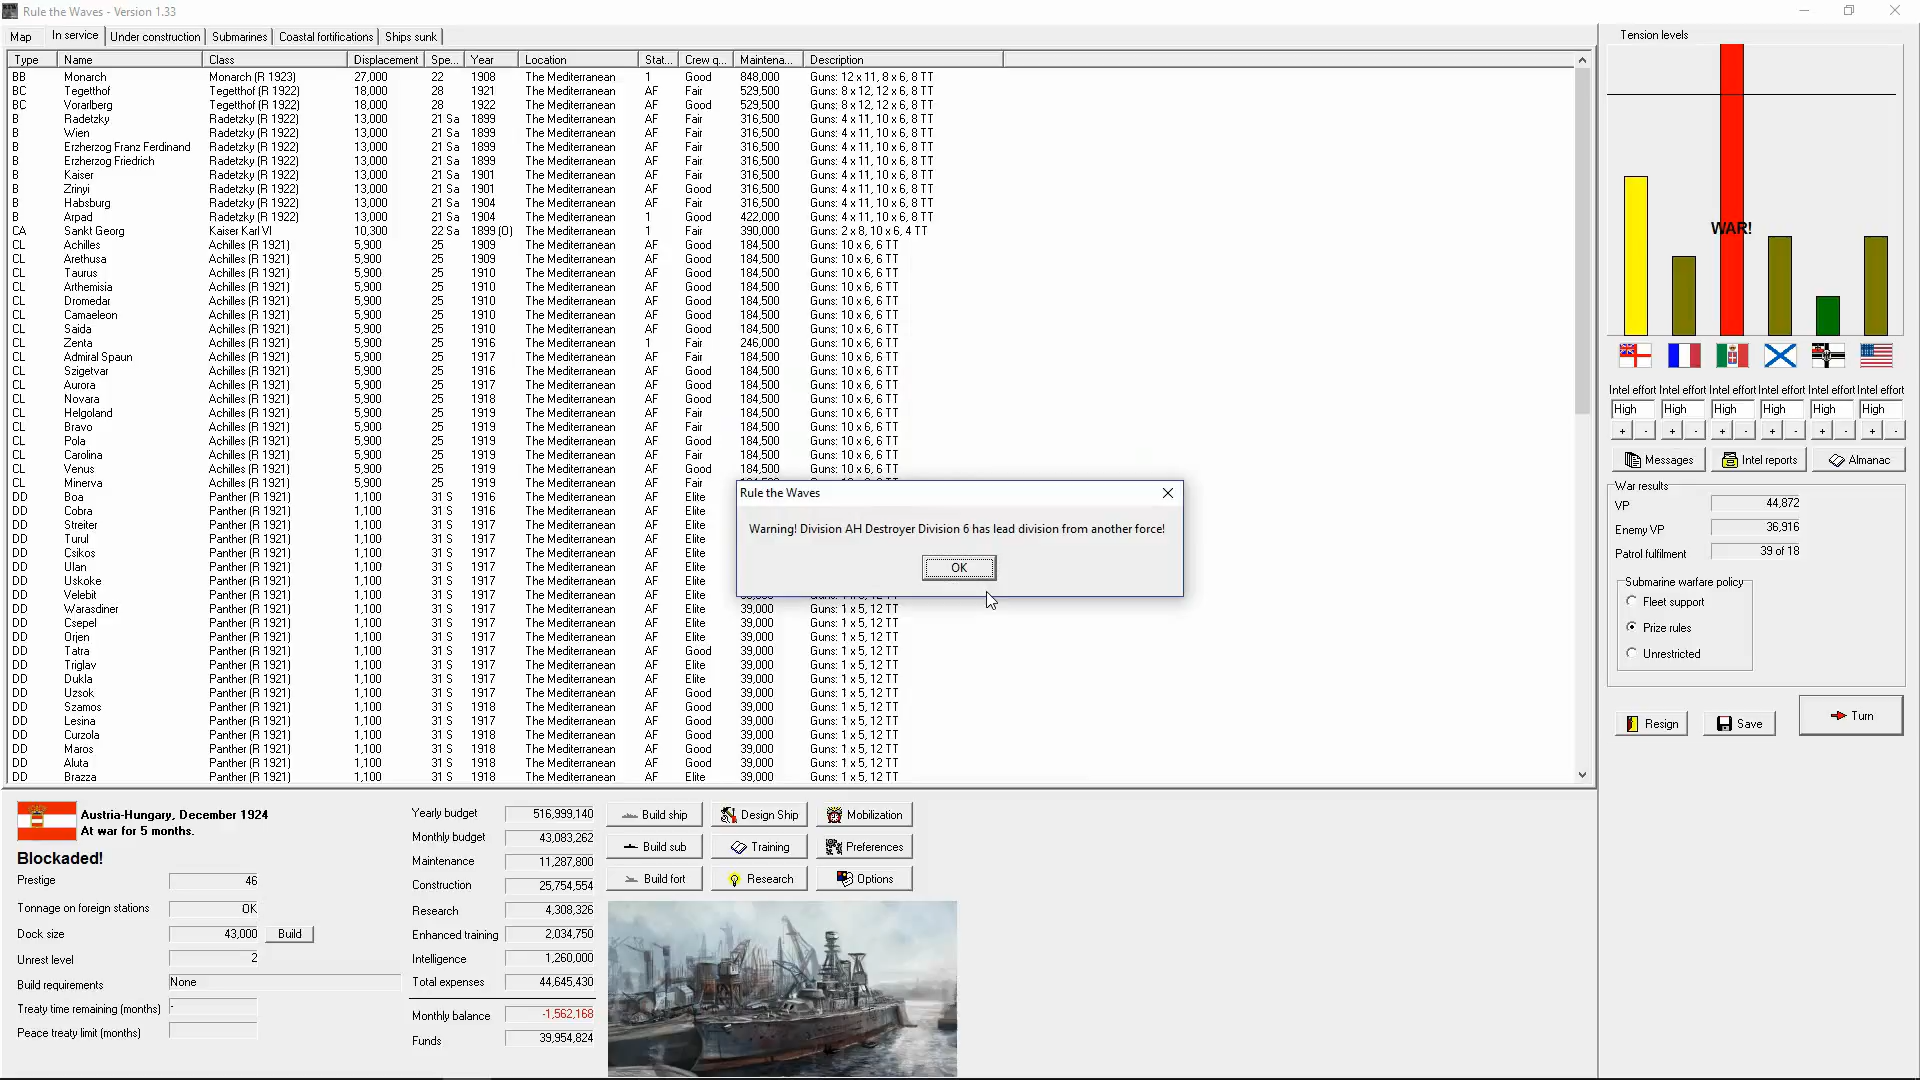 Rule the Waves - Version 1.33
Map In service Under construction Submarines Coastal fortifications Ships sunk
Type Name Class Displacement Spe... Year Location Stat... Crew q... Maintena... Description
BB Monarch Monarch (R 1923) 27,000 22 1908 The Mediterranean 1 Good 848,000 Guns: 12 x 11, 8 x 6, 8 TT
BC Tegetthof Tegetthof (R 1922) 18,000 28 1921 The Mediterranean AF Fair 529,500 Guns: 8 x 12, 12 x 6, 8 TT
BC Vorarlberg Tegetthof (R 1922) 18,000 28 1922 The Mediterranean AF Good 529,500 Guns: 8 x 12, 12 x 6, 8 TT
B Radetzky Radetzky (R 1922) 13,000 21 Sa 1899 The Mediterranean AF Fair 316,500 Guns: 4 x 11, 10 x 6, 8 TT
B Wien Radetzky (R 1922) 13,000 21 Sa 1899 The Mediterranean AF Fair 316,500 Guns: 4 x 11, 10 x 6, 8 TT
B Erzherzog Franz Ferdinand Radetzky (R 1922) 13,000 21 Sa 1899 The Mediterranean AF Fair 316,500 Guns: 4 x 11, 10 x 6, 8 TT
B Erzherzog Friedrich Radetzky (R 1922) 13,000 21 Sa 1899 The Mediterranean AF Fair 316,500 Guns: 4 x 11, 10 x 6, 8 TT
B Kaiser Radetzky (R 1922) 13,000 21 Sa 1901 The Mediterranean AF Fair 316,500 Guns: 4 x 11, 10 x 6, 8 TT
B Zrinyi Radetzky (R 1922) 13,000 21 Sa 1901 The Mediterranean AF Good 316,500 Guns: 4 x 11, 10 x 6, 8 TT
B Habsburg Radetzky (R 1922) 13,000 21 Sa 1904 The Mediterranean AF Fair 316,500 Guns: 4 x 11, 10 x 6, 8 TT
B Arpad Radetzky (R 1922) 13,000 21 Sa 1904 The Mediterranean 1 Good 422,000 Guns: 4 x 11, 10 x 6, 8 TT
CA Sankt Georg Kaiser Karl VI 10,300 22 Sa 1899 (O) The Mediterranean 1 Fair 390,000 Guns: 2 x 8, 10 x 6, 4 TT
CL Achilles Achilles (R 1921) 5,900 25 1909 The Mediterranean AF Good 184,500 Guns: 10 x 6, 6 TT
CL Arethusa Achilles (R 1921) 5,900 25 1909 The Mediterranean AF Good 184,500 Guns: 10 x 6, 6 TT
CL Taurus Achilles (R 1921) 5,900 25 1910 The Mediterranean AF Good 184,500 Guns: 10 x 6, 6 TT
CL Arthemisia Achilles (R 1921) 5,900 25 1910 The Mediterranean AF Good 184,500 Guns: 10 x 6, 6 TT
CL Dromedar Achilles (R 1921) 5,900 25 1910 The Mediterranean AF Good 184,500 Guns: 10 x 6, 6 TT
CL Camaeleon Achilles (R 1921) 5,900 25 1910 The Mediterranean AF Good 184,500 Guns: 10 x 6, 6 TT
CL Saida Achilles (R 1921) 5,900 25 1910 The Mediterranean AF Good 184,500 Guns: 10 x 6, 6 TT
CL Zenta Achilles (R 1921) 5,900 25 1916 The Mediterranean 1 Fair 246,000 Guns: 10 x 6, 6 TT
CL Admiral Spaun Achilles (R 1921) 5,900 25 1917 The Mediterranean AF Good 184,500 Guns: 10 x 6, 6 TT
CL Szigetvar Achilles (R 1921) 5,900 25 1916 The Mediterranean AF Good 184,500 Guns: 10 x 6, 6 TT
CL Aurora Achilles (R 1921) 5,900 25 1917 The Mediterranean AF Good 184,500 Guns: 10 x 6, 6 TT
CL Novara Achilles (R 1921) 5,900 25 1918 The Mediterranean AF Good 184,500 Guns: 10 x 6, 6 TT
CL Helgoland Achilles (R 1921) 5,900 25 1919 The Mediterranean AF Fair 184,500 Guns: 10 x 6, 6 TT
CL Bravo Achilles (R 1921) 5,900 25 1919 The Mediterranean AF Fair 184,500 Guns: 10 x 6, 6 TT
CL Pola Achilles (R 1921) 5,900 25 1919 The Mediterranean AF Good 184,500 Guns: 10 x 6, 6 TT
CL Carolina Achilles (R 1921) 5,900 25 1919 The Mediterranean AF Fair 184,500 Guns: 10 x 6, 6 TT
CL Venus Achilles (R 1921) 5,900 25 1919 The Mediterranean AF Good 184,500 Guns: 10 x 6, 6 TT
CL Minerva Achilles (R 1921) 5,900 25 1919 The Mediterranean AF Fair
DD Boa Panther (R 1921) 1,100 31 S 1916 The Mediterranean AF Elite
DD Cobra Panther (R 1921) 1,100 31 S 1916 The Mediterranean AF Elite
DD Streiter Panther (R 1921) 1,100 31 S 1917 The Mediterranean AF Elite
DD Turul Panther (R 1921) 1,100 31 S 1917 The Mediterranean AF Elite
DD Csikos Panther (R 1921) 1,100 31 S 1917 The Mediterranean AF Elite
DD Ulan Panther (R 1921) 1,100 31 S 1917 The Mediterranean AF Elite
DD Uskoke Panther (R 1921) 1,100 31 S 1917 The Mediterranean AF Elite
DD Velebit Panther (R 1921) 1,100 31 S 1917 The Mediterranean AF Elite
DD Warasdiner Panther (R 1921) 1,100 31 S 1917 The Mediterranean AF Elite 39,000 Guns: 1 x 5, 12 TT
DD Csepel Panther (R 1921) 1,100 31 S 1917 The Mediterranean AF Elite 39,000 Guns: 1 x 5, 12 TT
DD Orjen Panther (R 1921) 1,100 31 S 1917 The Mediterranean AF Elite 39,000 Guns: 1 x 5, 12 TT
DD Tatra Panther (R 1921) 1,100 31 S 1917 The Mediterranean AF Good 39,000 Guns: 1 x 5, 12 TT
DD Triglav Panther (R 1921) 1,100 31 S 1917 The Mediterranean AF Elite 39,000 Guns: 1 x 5, 12 TT
DD Dukla Panther (R 1921) 1,100 31 S 1917 The Mediterranean AF Elite 39,000 Guns: 1 x 5, 12 TT
DD Uzsok Panther (R 1921) 1,100 31 S 1917 The Mediterranean AF Good 39,000 Guns: 1 x 5, 12 TT
DD Szamos Panther (R 1921) 1,100 31 S 1918 The Mediterranean AF Good 39,000 Guns: 1 x 5, 12 TT
DD Lesina Panther (R 1921) 1,100 31 S 1917 The Mediterranean AF Good 39,000 Guns: 1 x 5, 12 TT
DD Curzola Panther (R 1921) 1,100 31 S 1918 The Mediterranean AF Good 39,000 Guns: 1 x 5, 12 TT
DD Maros Panther (R 1921) 1,100 31 S 1918 The Mediterranean AF Good 39,000 Guns: 1 x 5, 12 TT
DD Aluta Panther (R 1921) 1,100 31 S 1918 The Mediterranean AF Good 39,000 Guns: 1 x 5, 12 TT
DD Brazza Panther (R 1921) 1,100 31 S 1918 The Mediterranean AF Elite 39,000 Guns: 1 x 5, 12 TT
Rule the Waves
Warning! Division AH Destroyer Division 6 has lead division from another force!
OK
Tension levels
WAR!
Intel effort Intel effort Intel effort Intel effort Intel effort Intel effort
High High High High High High
+ - + - + - + - + - + -
Messages Intel reports Almanac
War results
VP 44,872
Enemy VP 36,916
Patrol fulfilment 39 of 18
Submarine warfare policy
Fleet support
Prize rules
Unrestricted
Resign Save Turn
Austria-Hungary, December 1924
At war for 5 months.
Blockaded!
Prestige 46
Tonnage on foreign stations OK
Dock size 43,000 Build
Unrest level 2
Build requirements None
Treaty time remaining (months) -
Peace treaty limit (months)
Yearly budget 516,999,140
Monthly budget 43,083,262
Maintenance 11,287,800
Construction 25,754,554
Research 4,308,326
Enhanced training 2,034,750
Intelligence 1,260,000
Total expenses 44,645,430
Monthly balance -1,562,168
Funds 39,954,824
Build ship Design Ship Mobilization
Build sub Training Preferences
Build fort Research Options